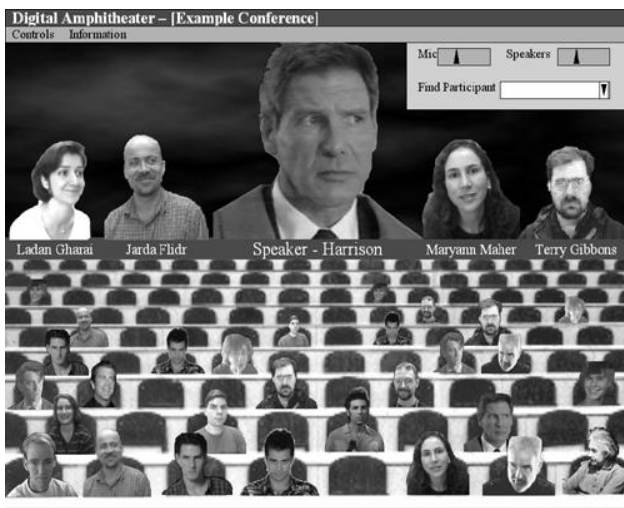 Digital Amphitheater – [Example Conference]
Controls Information
Mic Speakers
Find Participant
Ladan Gharai Jarda Flidr Speaker - Harrison Maryann Maher Terry Gibbons